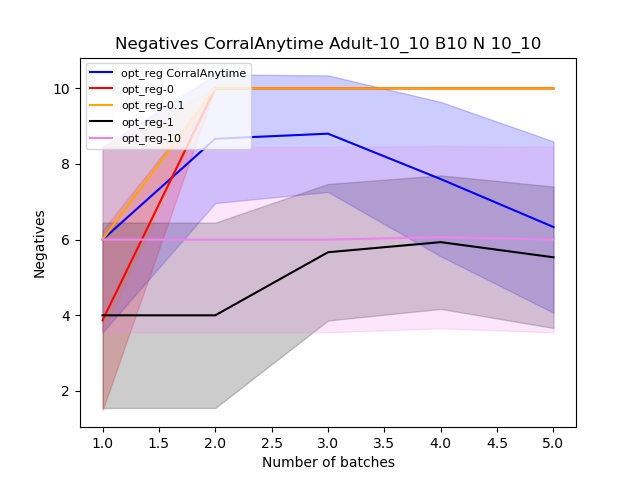 Negatives CorralAnytime Adult-10_10 B10 N 10_10
opt_reg CorralAnytime
opt_reg-0
opt_reg-0.1
opt_reg-1
opt_reg-10
Negatives
10
8
6
4
2
1.0 1.5 2.0 2.5 3.0 3.5 4.0 4.5 5.0
Number of batches